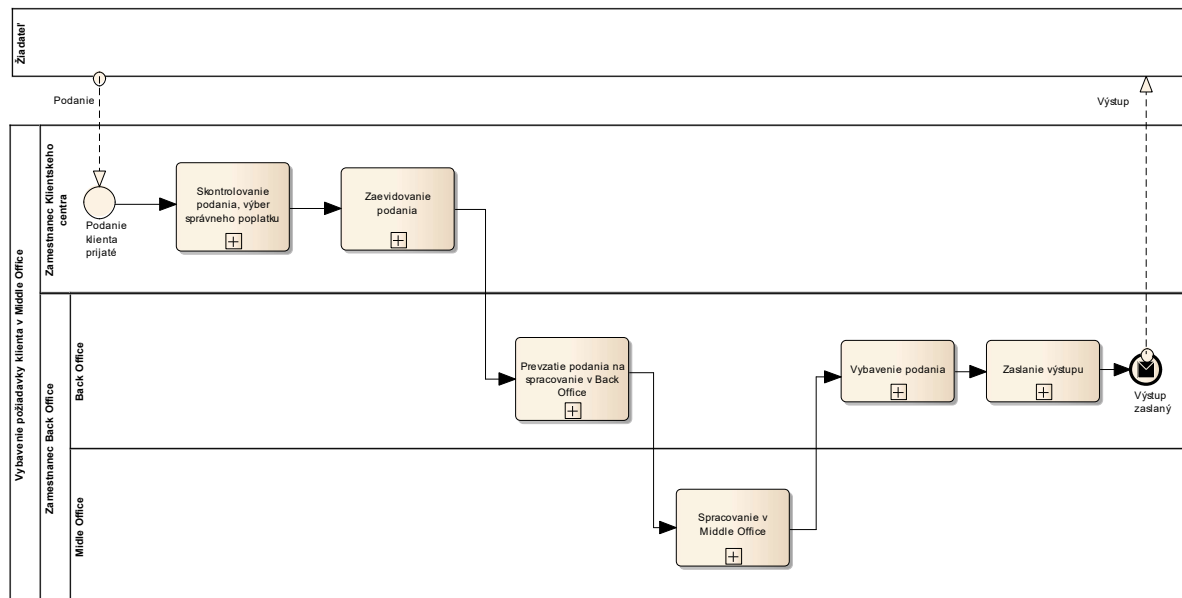 Žiadateľ
Podanie
Výstup
Vybavenie požiadavky klienta v Middle Office
Zamestnanec Klientskeho
centra
Podanie
klienta
prijaté
Skontrolovanie
podania, výber
správneho poplatku
Zaevidovanie
podania
Zamestnanec Back Office
Back Office
Prevzatie podania na
spracovanie v Back
Office
Vybavenie podania
Zaslanie výstupu
Výstup
zaslaný
Midle Office
Spracovanie v
Middle Office